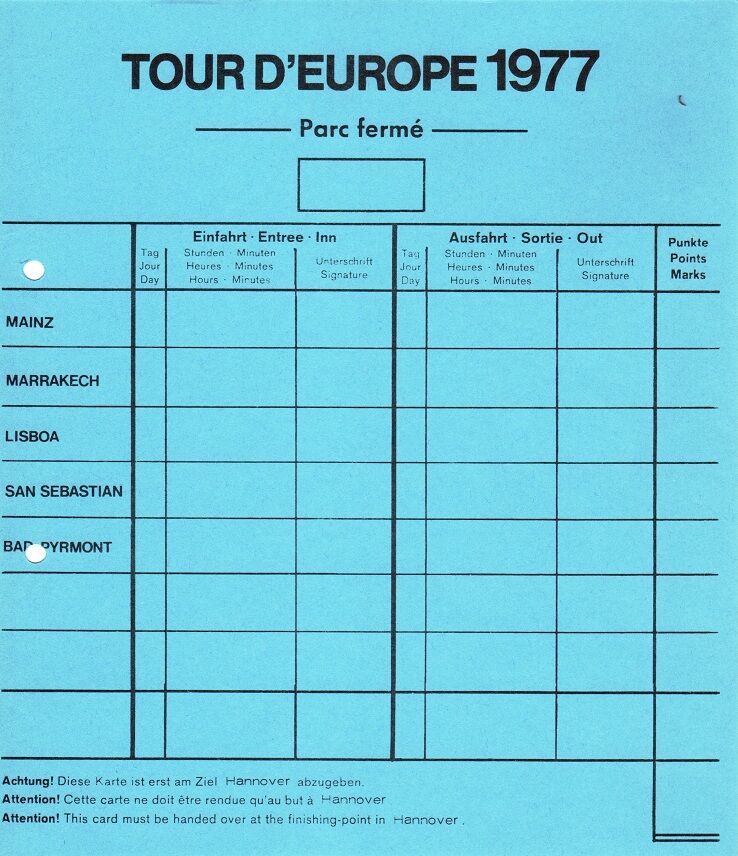 TOUR D'EUROPE 1977
Parc fermé
Einfahrt · Entree · Inn
Ausfahrt · Sortie · Out
Punkte
Points
Marks
Tag
Jour
Day
Stunden · Minuten
Heures · Minutes
Hours · Minutes
Unterschrift
Signature
Tag
Jour
Day
Stunden · Minuten
Heures · Minutes
Hours · Minutes
Unterschrift
Signature
MAINZ
MARRAKECH
LISBOA
SAN SEBASTIAN
BAD PYRMONT
Achtung! Diese Karte ist erst am Ziel Hannover abzugeben.
Attention! Cette carte ne doit être rendue qu'au but à Hannover
Attention! This card must be handed over at the finishing-point in Hannover.